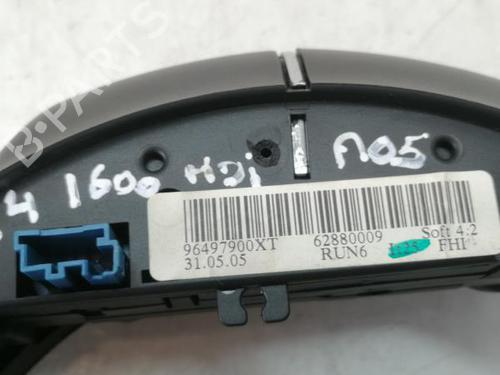 B-PARTS
4 1600 HDi A05
96497900XT 62880009 Soft 4.2
31.05.05 RUN6 FHI